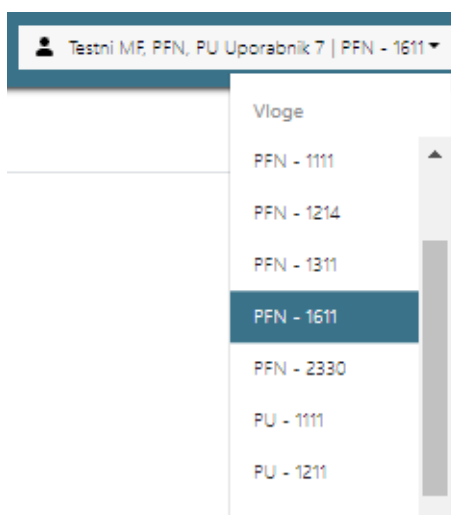 Testni MF, PFN, PU Uporabnik 7 | PFN - 1611
Vloge
PFN - 1111
PFN - 1214
PFN - 1311
PFN - 1611
PFN - 2330
PU - 1111
PU - 1211